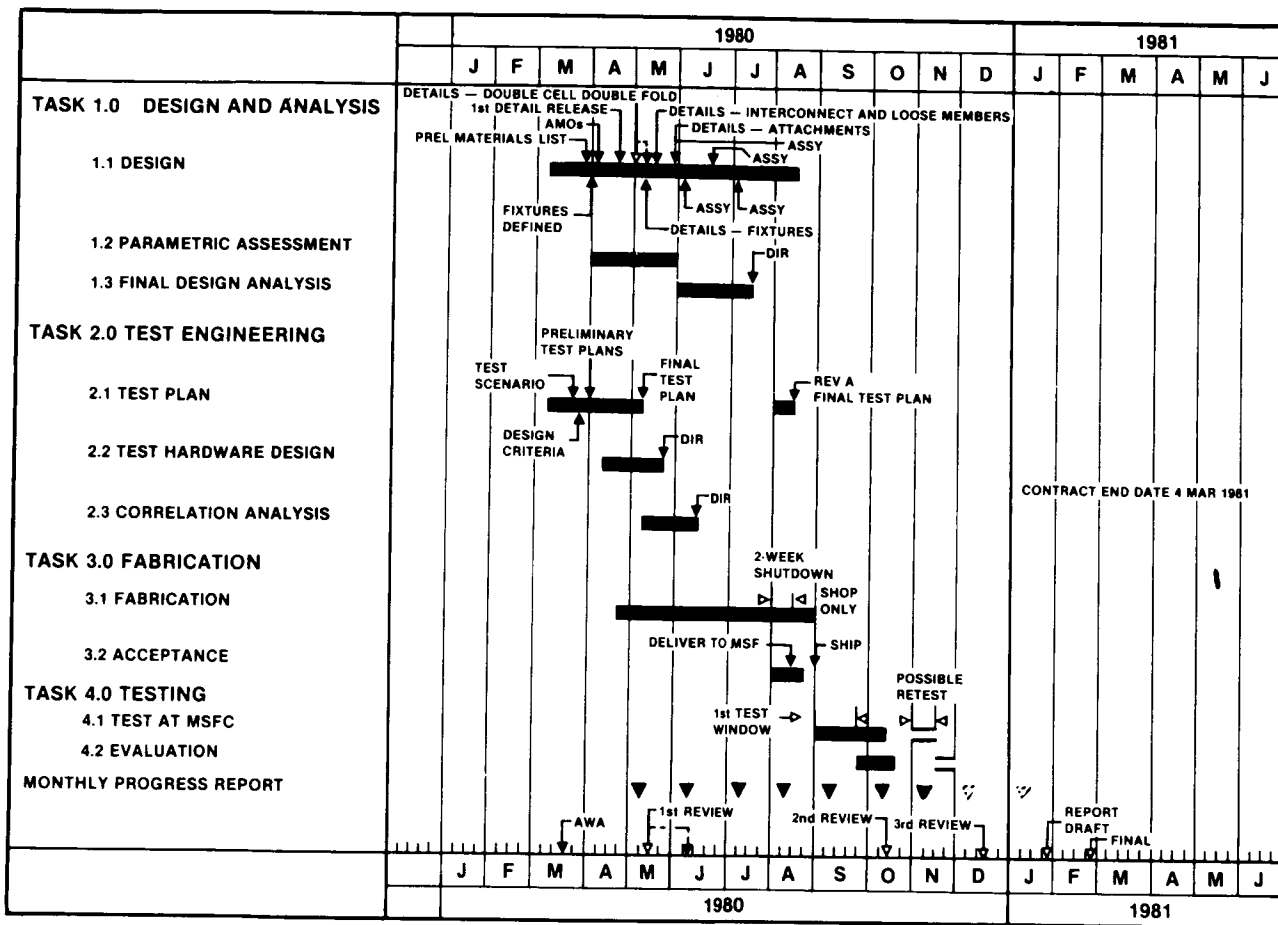 1980 1981
J F M A M J J A S O N D J F M A M J
TASK 1.0 DESIGN AND ANALYSIS
DETAILS — DOUBLE CELL DOUBLE FOLD
1st DETAIL RELEASE
DETAILS — INTERCONNECT AND LOOSE MEMBERS
AMOs
DETAILS — ATTACHMENTS
PREL MATERIALS LIST
ASSY
ASSY
1.1 DESIGN
FIXTURES
DEFINED
ASSY
ASSY
DETAILS — FIXTURES
1.2 PARAMETRIC ASSESSMENT
DIR
1.3 FINAL DESIGN ANALYSIS
TASK 2.0 TEST ENGINEERING
PRELIMINARY
TEST PLANS
TEST
SCENARIO
FINAL
TEST
PLAN
2.1 TEST PLAN
REV A
FINAL TEST PLAN
DESIGN
CRITERIA
2.2 TEST HARDWARE DESIGN
DIR
2.3 CORRELATION ANALYSIS
DIR
CONTRACT END DATE 4 MAR 1981
TASK 3.0 FABRICATION
2-WEEK
SHUTDOWN
3.1 FABRICATION
SHOP
ONLY
3.2 ACCEPTANCE
DELIVER TO MSF
SHIP
TASK 4.0 TESTING
POSSIBLE
RETEST
4.1 TEST AT MSFC
1st TEST
WINDOW
4.2 EVALUATION
MONTHLY PROGRESS REPORT
AWA
1st REVIEW
2nd REVIEW
3rd REVIEW
REPORT
DRAFT
FINAL
J F M A M J J A S O N D J F M A M J
1980 1981